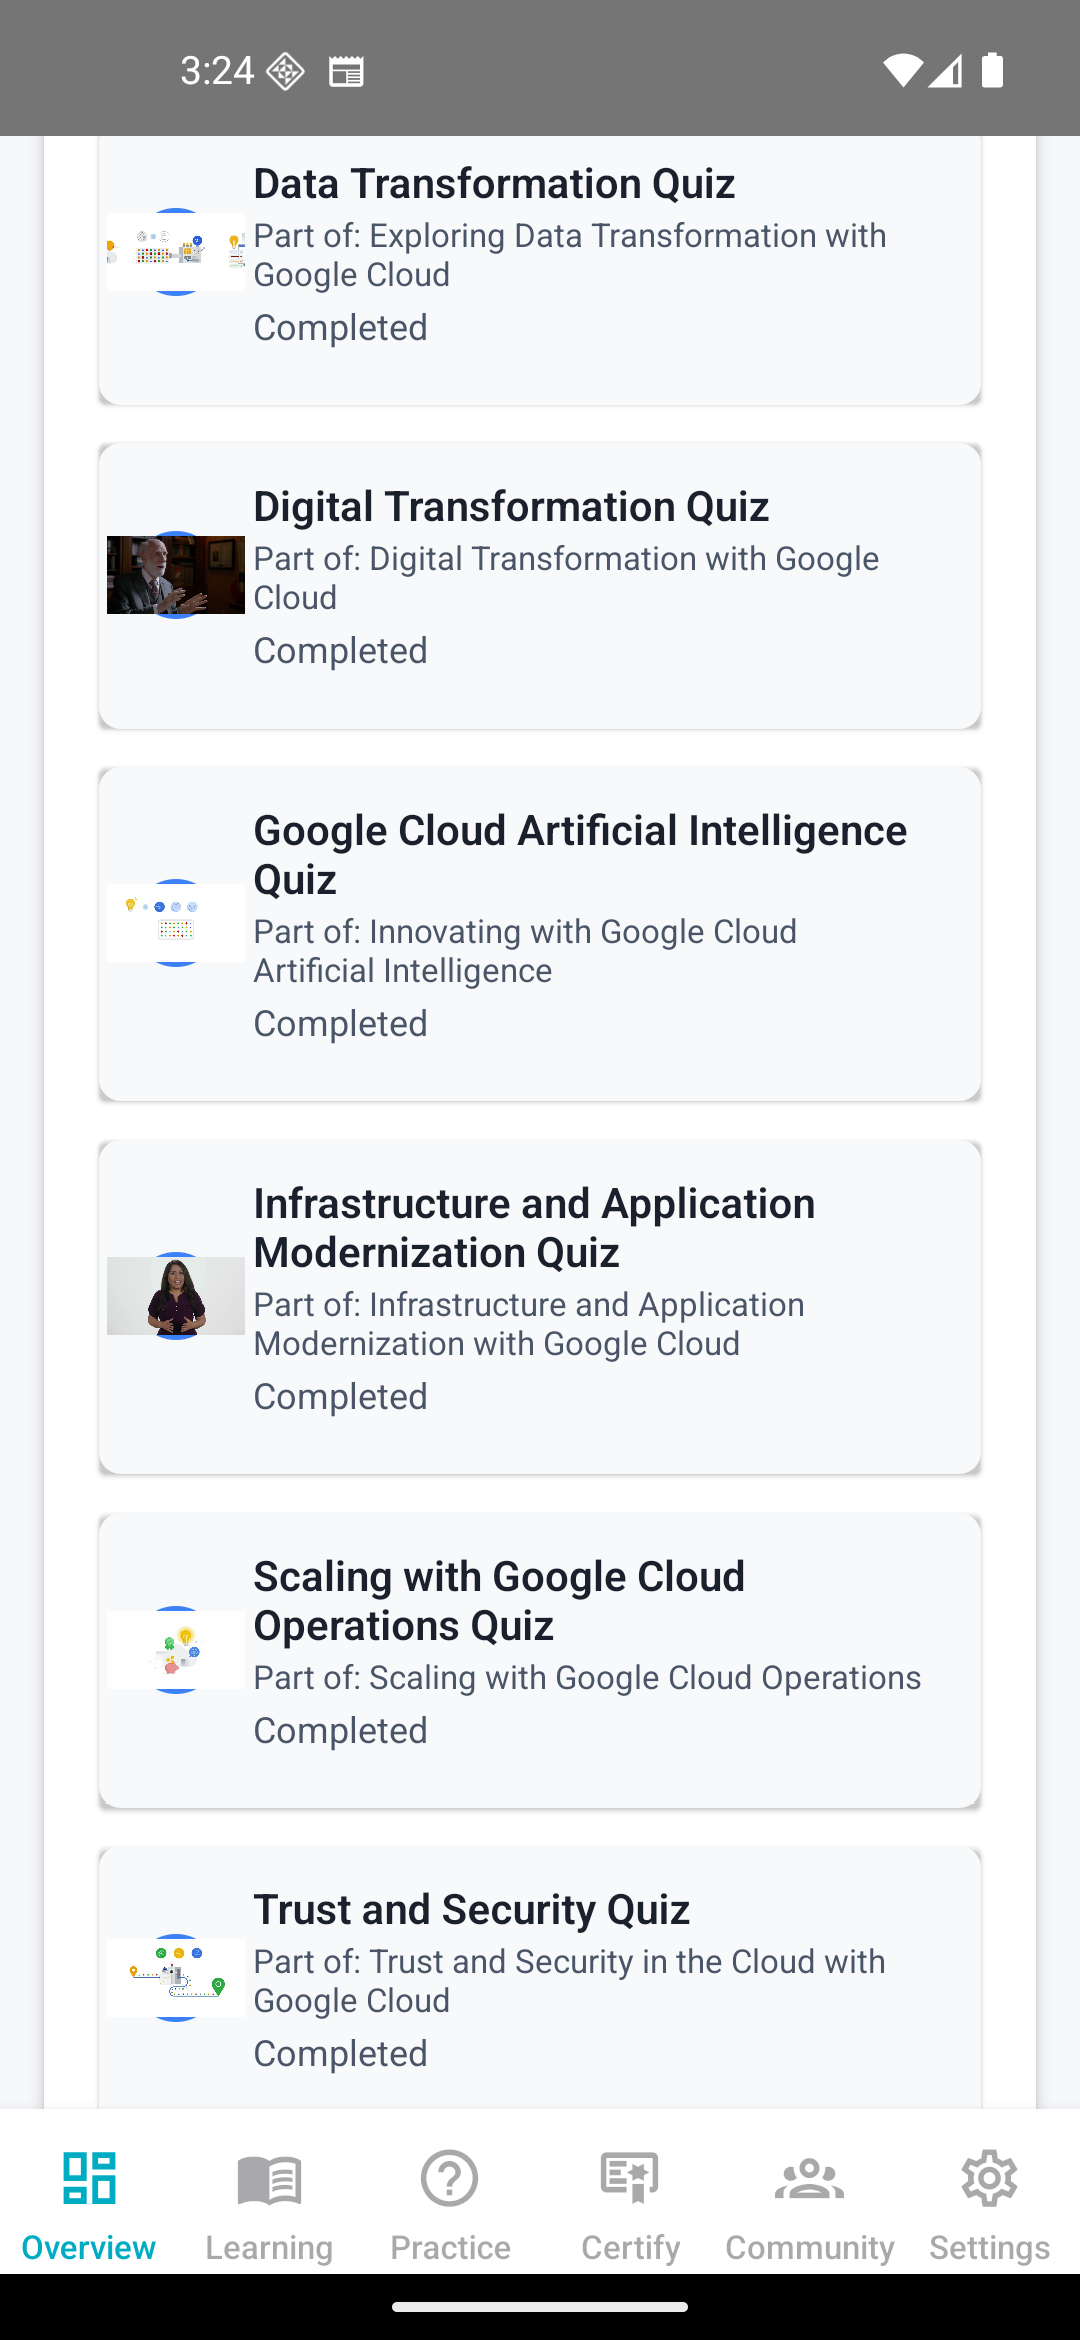 3:24
Data Transformation Quiz
Part of: Exploring Data Transformation with
Google Cloud
Completed
Digital Transformation Quiz
Part of: Digital Transformation with Google
Cloud
Completed
Google Cloud Artificial Intelligence
Quiz
Part of: Innovating with Google Cloud
Artificial Intelligence
Completed
Infrastructure and Application
Modernization Quiz
Part of: Infrastructure and Application
Modernization with Google Cloud
Completed
Scaling with Google Cloud
Operations Quiz
Part of: Scaling with Google Cloud Operations
Completed
Trust and Security Quiz
Part of: Trust and Security in the Cloud with
Google Cloud
Completed
Overview Learning Practice Certify Community Settings